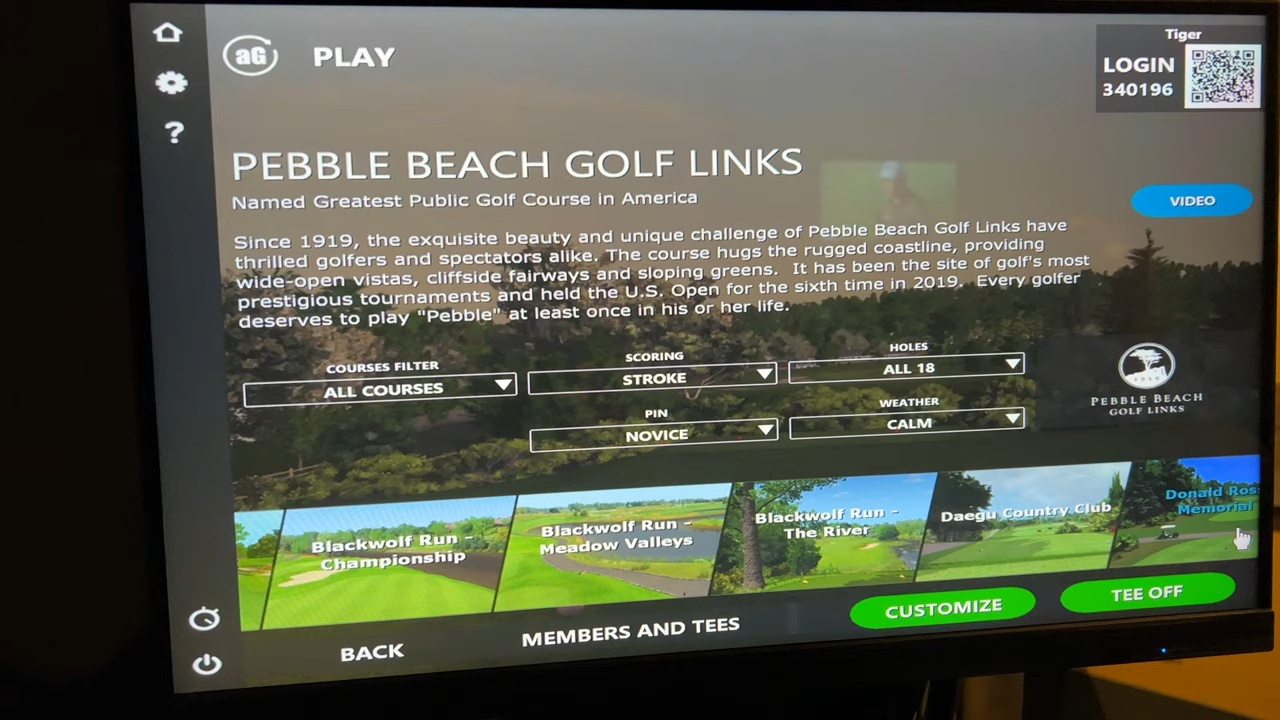 Tiger
LOGIN
340196
aG
PLAY
PEBBLE BEACH GOLF LINKS
Named Greatest Public Golf Course in America
VIDEO
Since 1919, the exquisite beauty and unique challenge of Pebble Beach Golf Links have
thrilled golfers and spectators alike. The course hugs the rugged coastline, providing
wide-open vistas, cliffside fairways and sloping greens. It has been the site of golf's most
prestigious tournaments and held the U.S. Open for the sixth time in 2019. Every golfer
deserves to play "Pebble" at least once in his or her life.
COURSES FILTER
ALL COURSES
SCORING
STROKE
HOLES
ALL 18
PIN
NOVICE
WEATHER
CALM
PEBBLE BEACH
GOLF LINKS
Blackwolf Run -
Championship
Blackwolf Run -
Meadow Valleys
Blackwolf Run -
The River
Daegu Country Club
Donald Ros
Memorial
BACK
MEMBERS AND TEES
CUSTOMIZE
TEE OFF
?